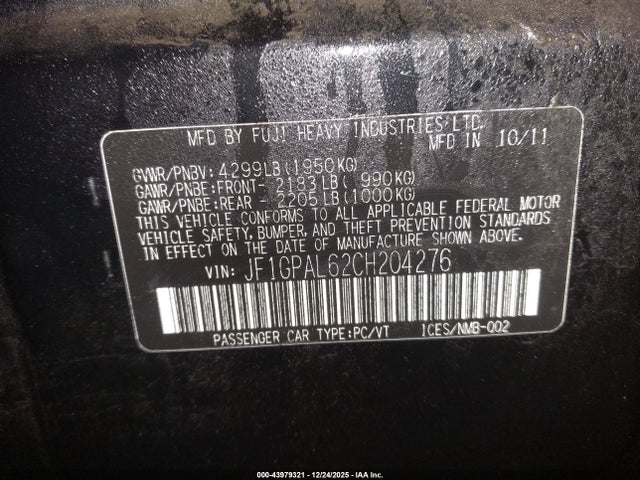 MFD BY FUJI HEAVY INDUSTRIES LTD.
MFD IN 10/11
GVWR/PNBV: 4299LB(1950KG)
GAWR/PNBE:FRONT- 2183LB( 990KG)
GAWR/PNBE:REAR - 2205LB(1000KG)
THIS VEHICLE CONFORMS TO ALL APPLICABLE FEDERAL MOTOR
VEHICLE SAFETY, BUMPER, AND THEFT PREVENTION STANDARDS
IN EFFECT ON THE DATE OF MANUFACTURE SHOWN ABOVE.
VIN: JF1GPAL62CH204276
PASSENGER CAR TYPE:PC/VT ICES/NMB-002
000-43979321 - 12/24/2025 - IAA Inc.